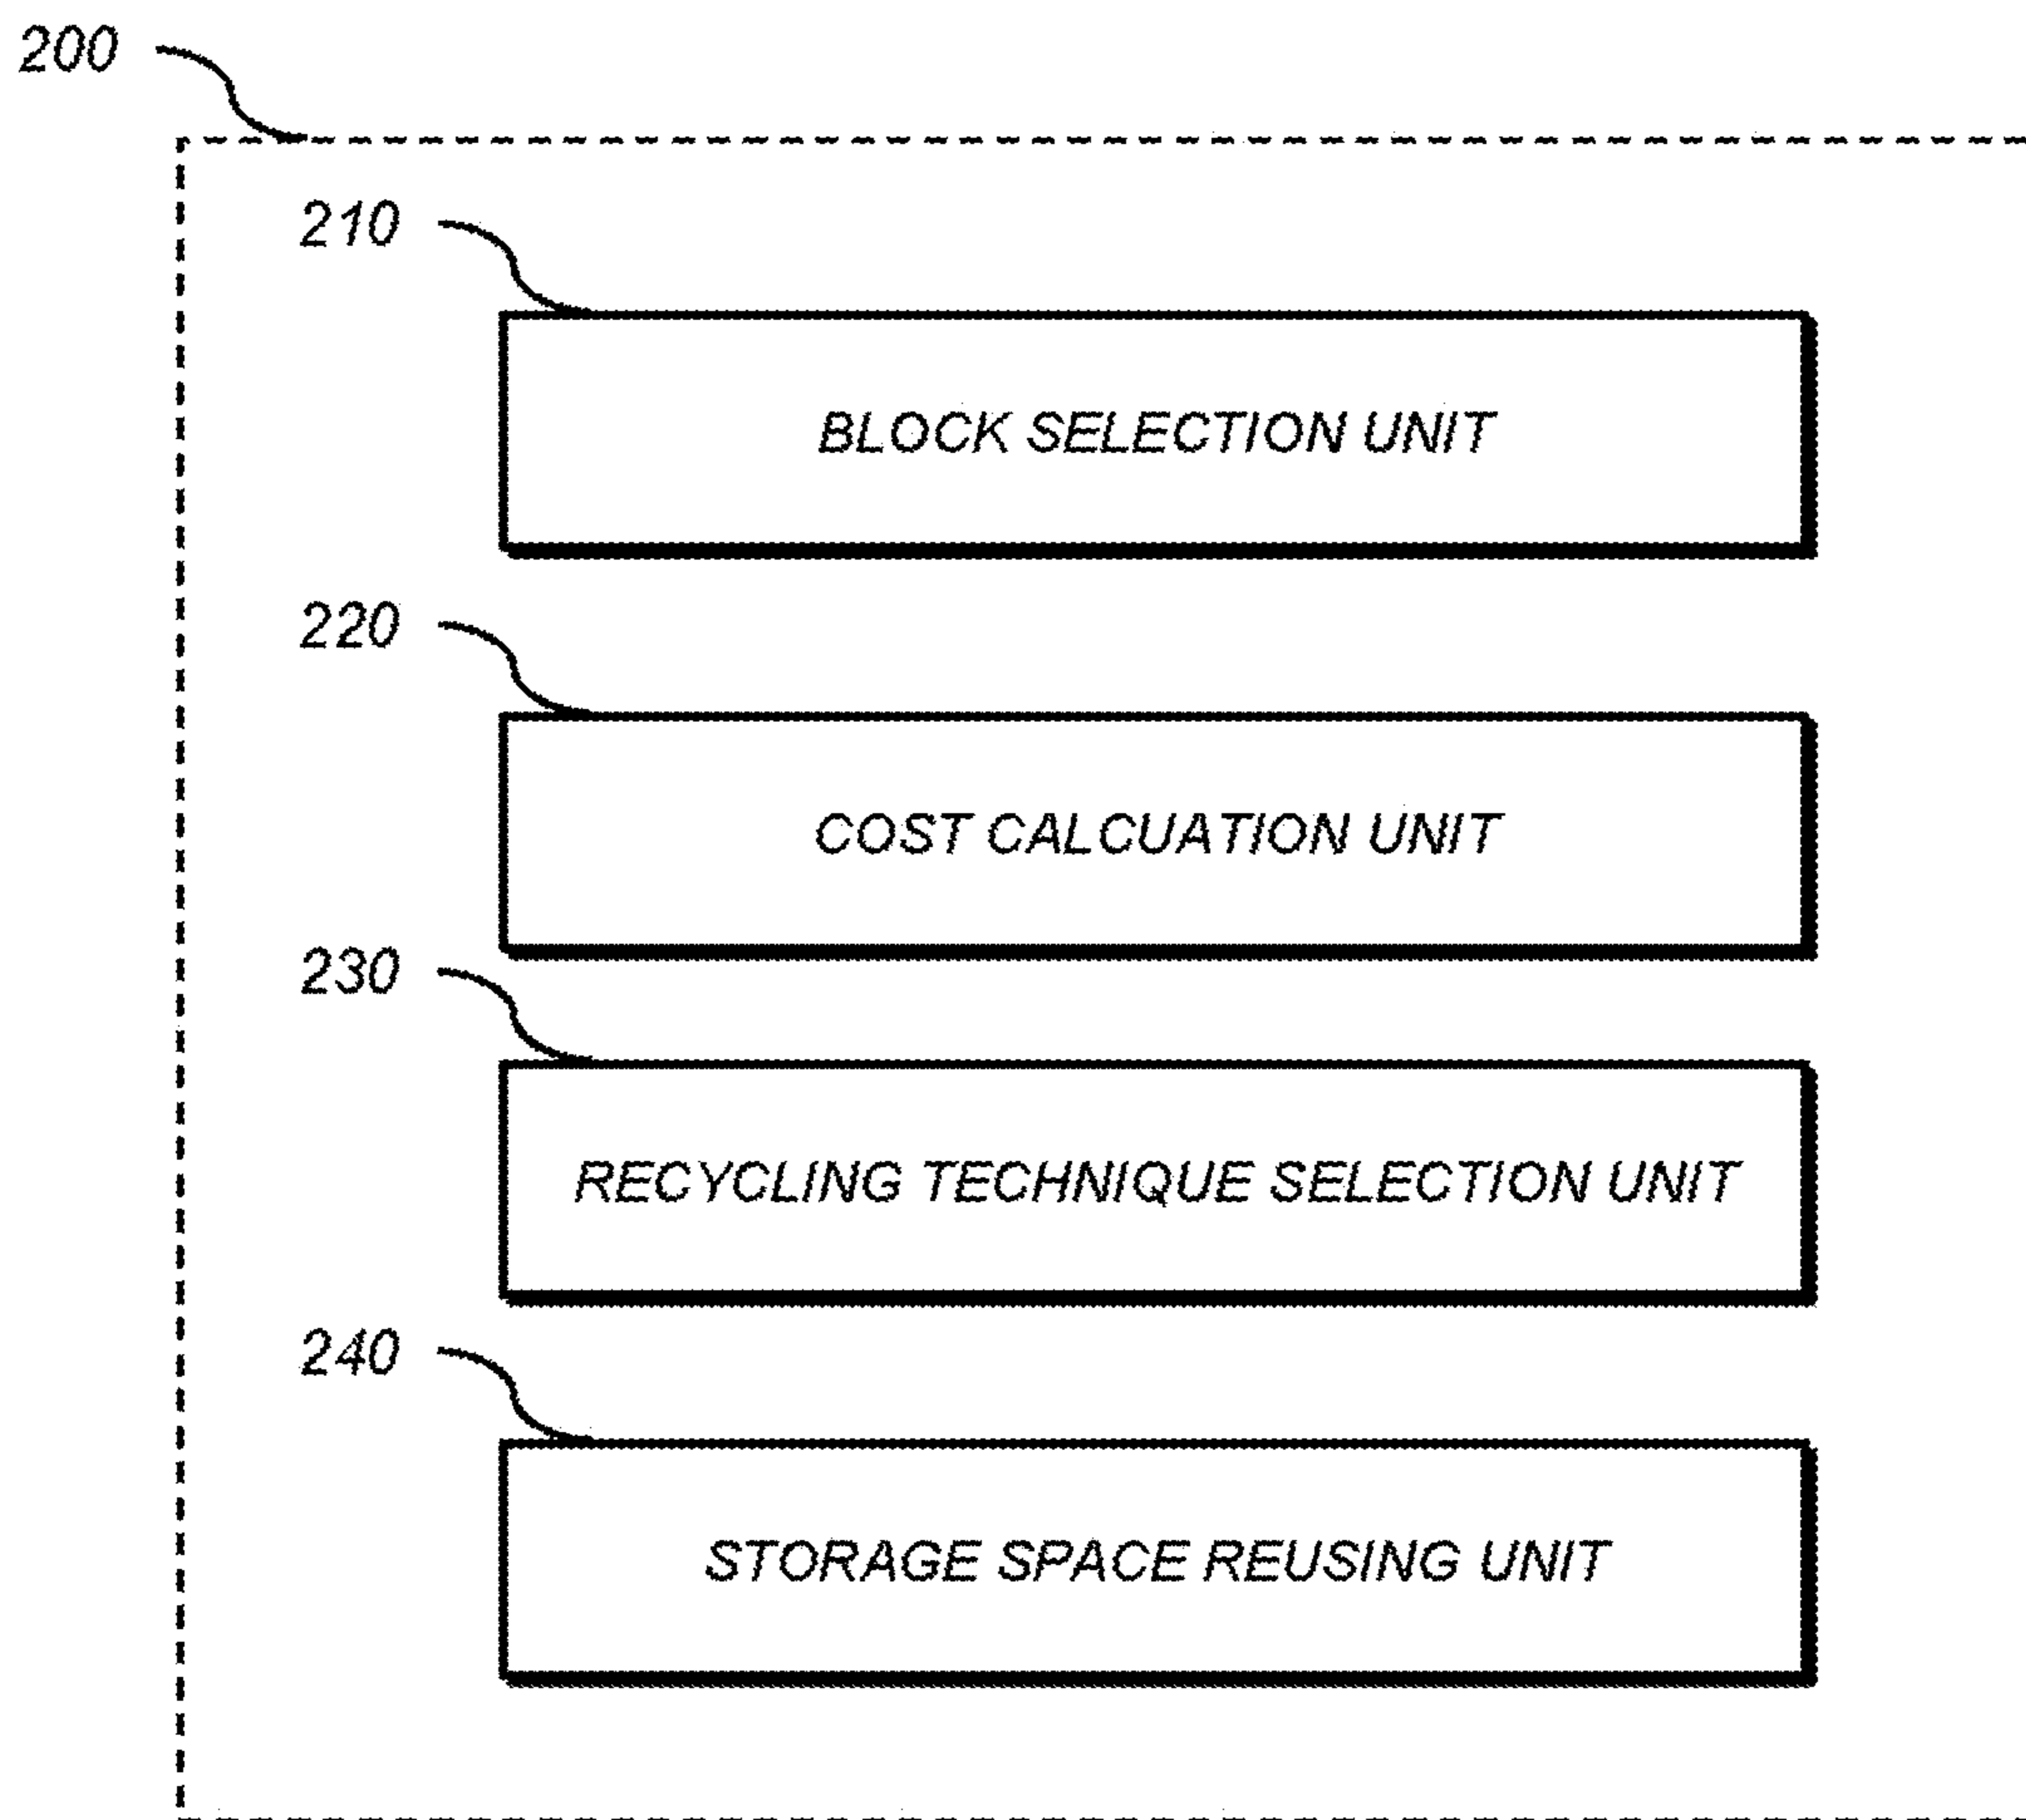 200
210
BLOCK SELECTION UNIT
220
COST CALCUATION UNIT
230
RECYCLING TECHNIQUE SELECTION UNIT
240
STORAGE SPACE REUSING UNIT